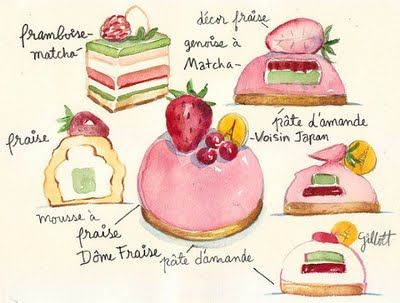 framboise-
matcha-
décor fraise
genoise à
Matcha-
fraise
pâte d'amande
-Voisin Japan
mousse à
fraise
Dôme Fraise
pâte d'amande
Gillott